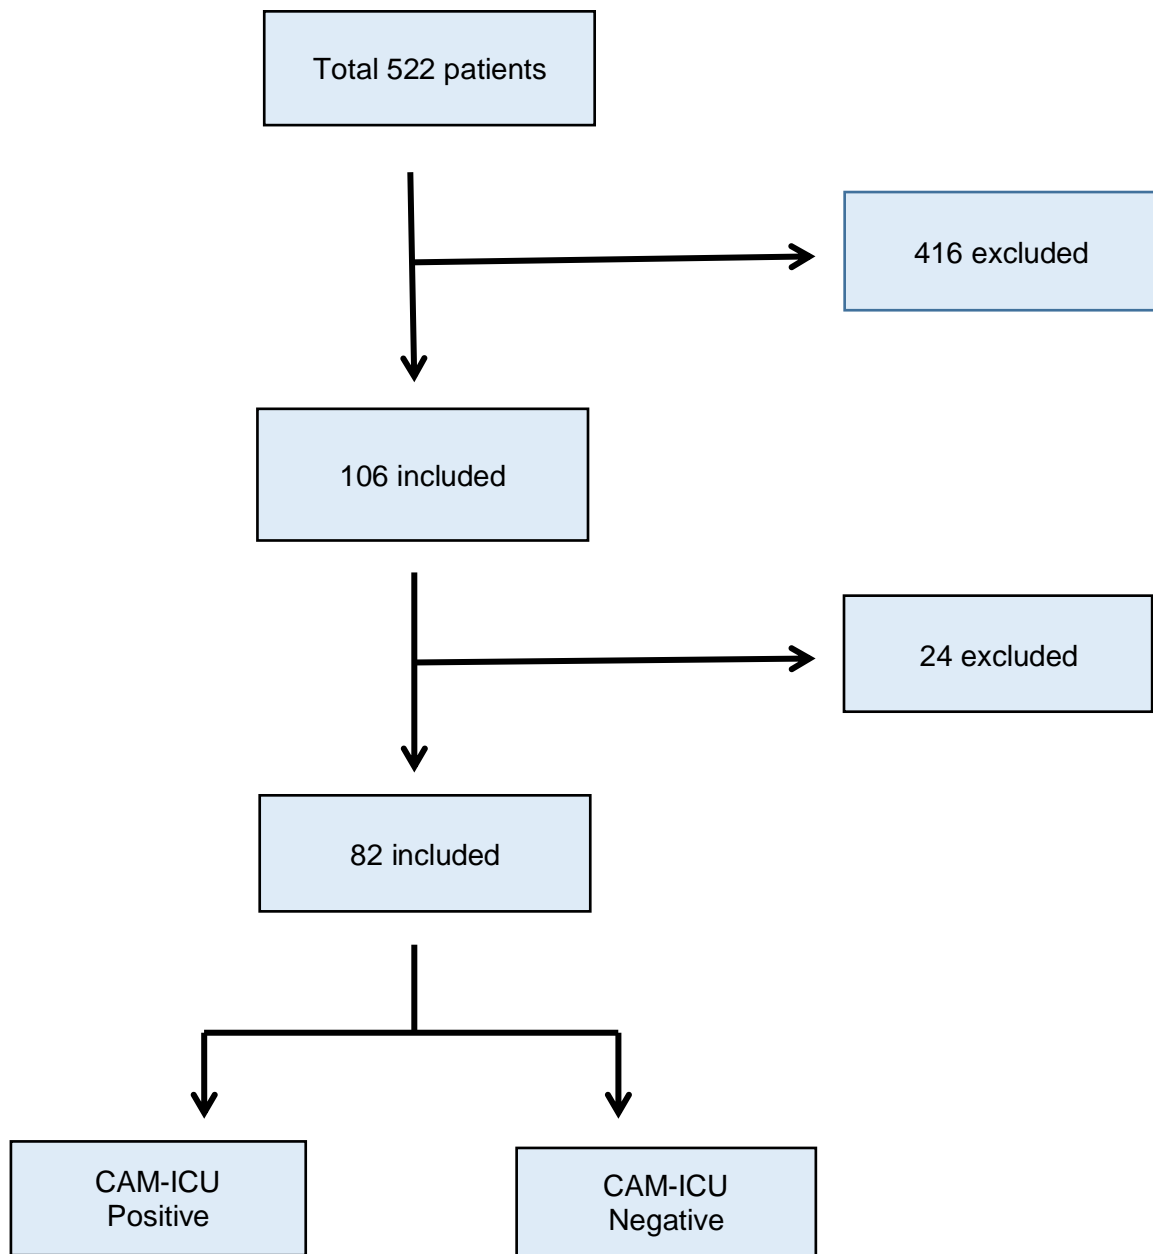 Total 522 patients
416 excluded
106 included
24 excluded
82 included
CAM-ICU
Positive
CAM-ICU
Negative